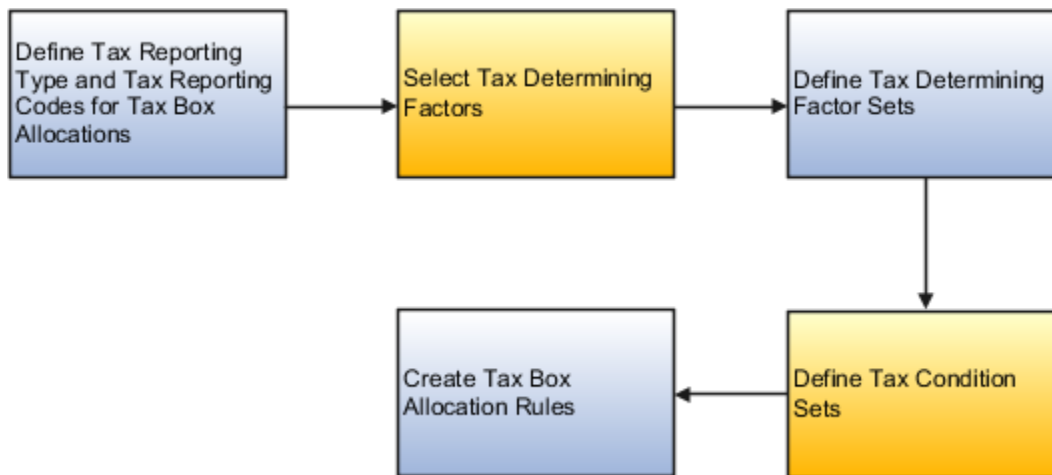 Define Tax Reporting
Type and Tax Reporting
Codes for Tax Box
Allocations
Select Tax Determining
Factors
Define Tax Determining
Factor Sets
Define Tax Condition
Sets
Create Tax Box
Allocation Rules